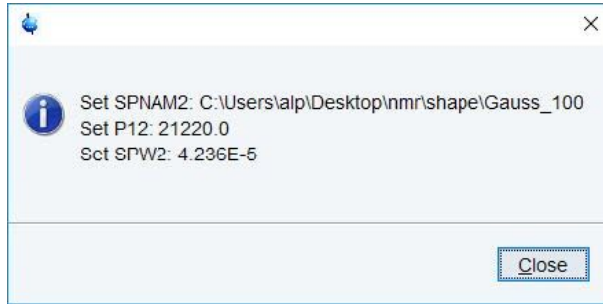 Set SPNAM2: C:\Users\alp\Desktop\nmr\shape\Gauss_100
Set P12: 21220.0
Set SPW2: 4.236E-5
Close